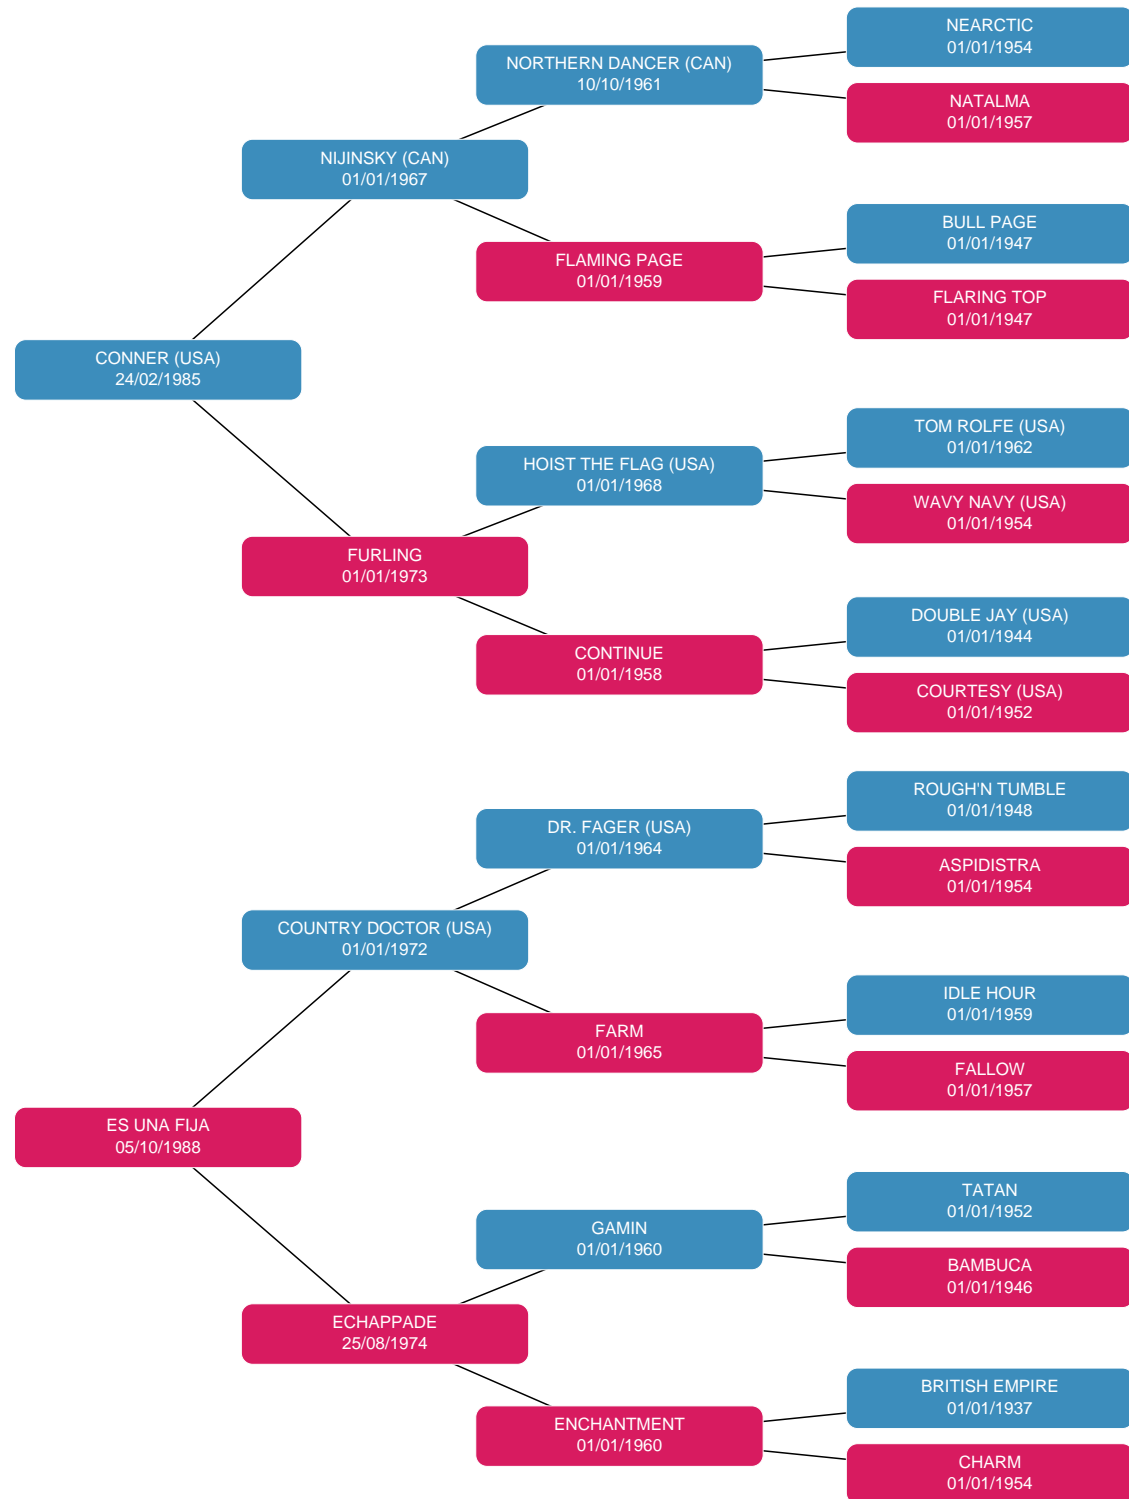 NEARCTIC
01/01/1954
NORTHERN DANCER (CAN)
10/10/1961
NATALMA
01/01/1957
NIJINSKY (CAN)
01/01/1967
BULL PAGE
01/01/1947
FLAMING PAGE
01/01/1959
FLARING TOP
01/01/1947
CONNER (USA)
24/02/1985
TOM ROLFE (USA)
01/01/1962
HOIST THE FLAG (USA)
01/01/1968
WAVY NAVY (USA)
01/01/1954
FURLING
01/01/1973
DOUBLE JAY (USA)
01/01/1944
CONTINUE
01/01/1958
COURTESY (USA)
01/01/1952
ROUGH'N TUMBLE
01/01/1948
DR. FAGER (USA)
01/01/1964
ASPIDISTRA
01/01/1954
COUNTRY DOCTOR (USA)
01/01/1972
IDLE HOUR
01/01/1959
FARM
01/01/1965
FALLOW
01/01/1957
ES UNA FIJA
05/10/1988
TATAN
01/01/1952
GAMIN
01/01/1960
BAMBUCA
01/01/1946
ECHAPPADE
25/08/1974
BRITISH EMPIRE
01/01/1937
ENCHANTMENT
01/01/1960
CHARM
01/01/1954